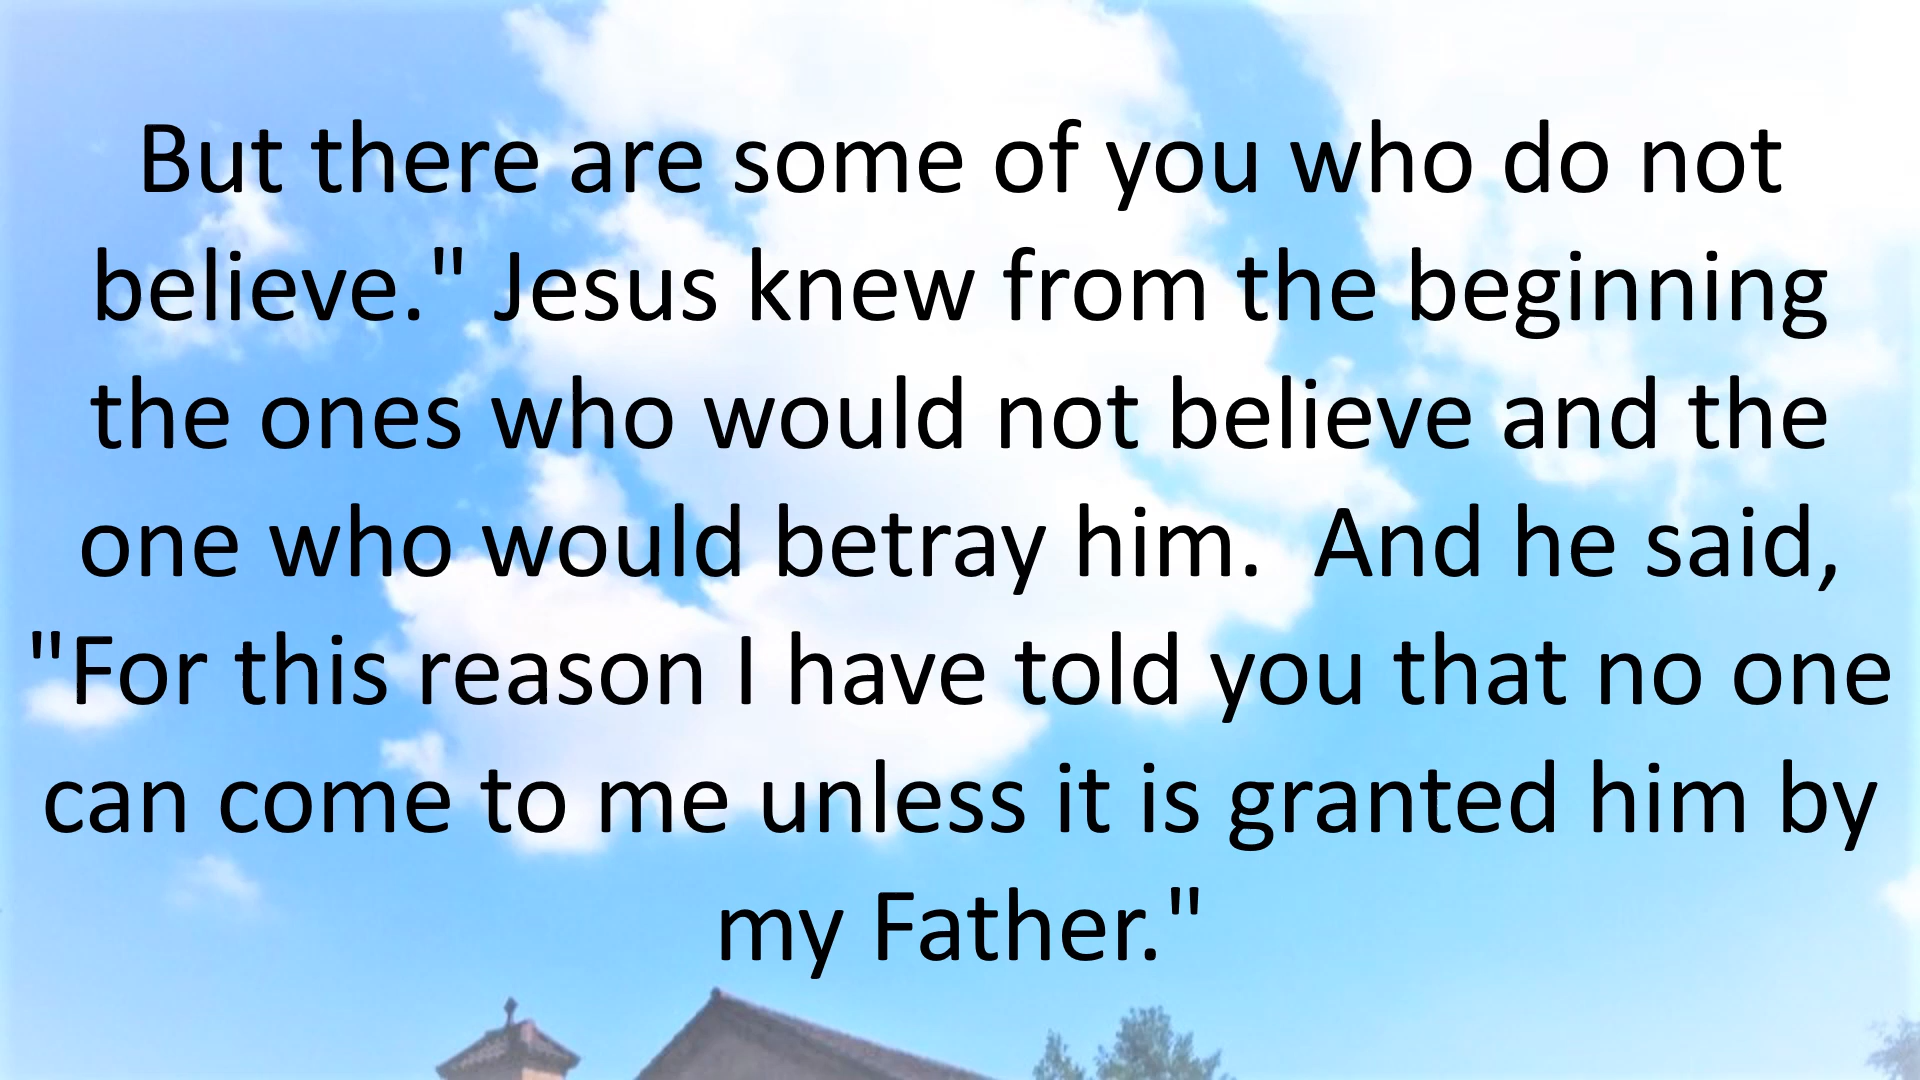 But there are some of you who do not
believe." Jesus knew from the beginning
the ones who would not believe and the
one who would betray him.  And he said,
"For this reason I have told you that no one
can come to me unless it is granted him by
my Father."